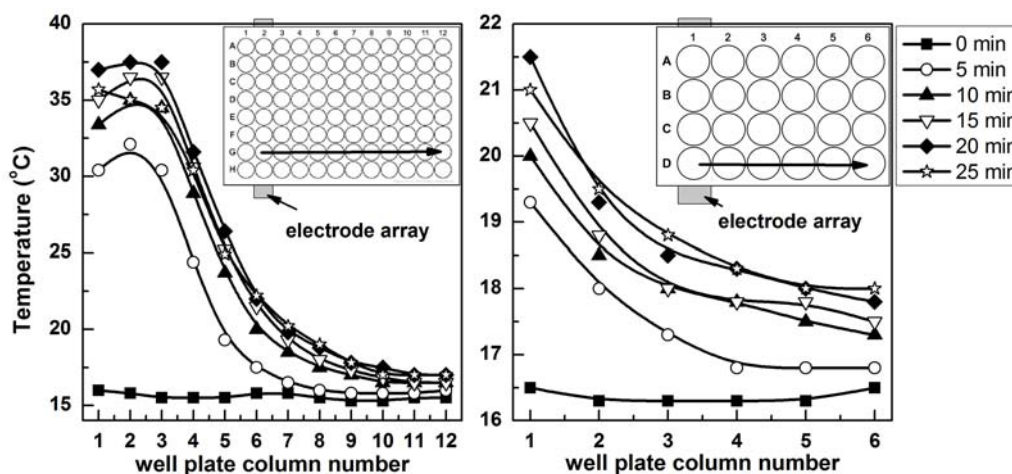 Temperature (°C)
40
35
30
25
20
15
1 2 3 4 5 6 7 8 9 10 11 12
well plate column number
1 2 3 4 5 6 7 8 9 10 11 12
A
B
C
D
E
F
G
H
electrode array
22
21
20
19
18
17
16
1 2 3 4 5 6
well plate column number
1 2 3 4 5 6
A
B
C
D
electrode array
0 min
5 min
10 min
15 min
20 min
25 min